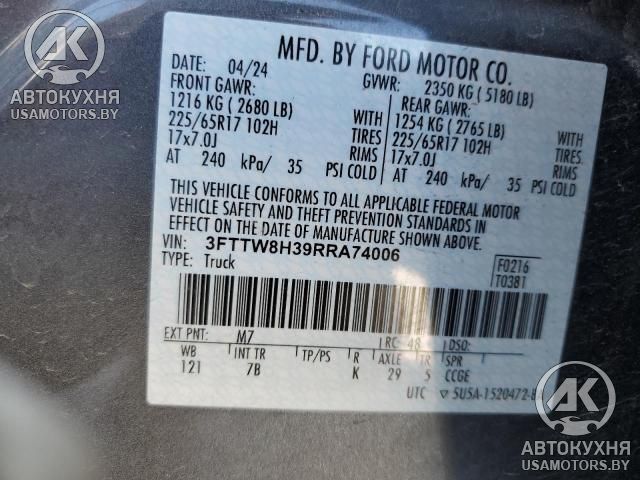 MFD. BY FORD MOTOR CO.
DATE: 04/24 GVWR: 2350 KG ( 5180 LB)
FRONT GAWR: REAR GAWR:
1216 KG ( 2680 LB) 1254 KG ( 2765 LB) WITH
225/65R17 102H TIRES 225/65R17 102H TIRES
17x7.0J RIMS 17x7.0J RIMS
AT 240 kPa/ 35 PSI COLD AT 240 kPa/ 35 PSI COLD
THIS VEHICLE CONFORMS TO ALL APPLICABLE FEDERAL MOTOR
VEHICLE SAFETY AND THEFT PREVENTION STANDARDS IN
EFFECT ON THE DATE OF MANUFACTURE SHOWN ABOVE.
VIN: 3FTTW8H39RRA74006
TYPE: Truck
F0216
T0381
EXT PNT: M7 RC: 48 DSO:
WB INT TR TP/PS R AXLE TR SPR
121 7B K 29 5 CCGE
UTC ▽ 5USA-1520472-B
АК
АВТОКУХНЯ
USAMOTORS.BY
АК
АВТОКУХНЯ
USAMOTORS.BY